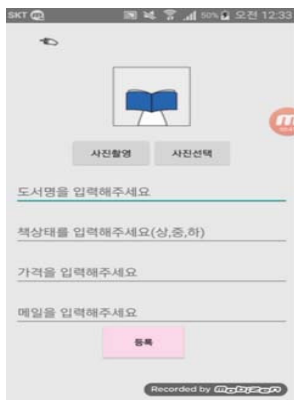 SKT 50% 오전 12:33
사진촬영 사진선택
도서명을 입력해주세요
책상태를 입력해주세요(상,중,하)
가격을 입력해주세요
메일을 입력해주세요
등록
Recorded by mobizen